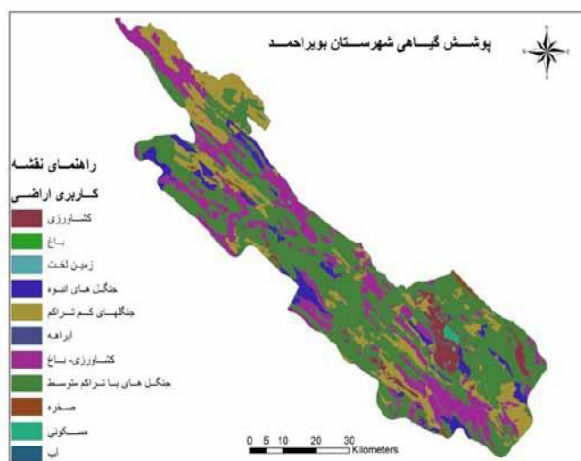 پوشش گیاهی شهرستان بویراحمد
راهنمای نقشه
کاربری اراضی
کشاورزی
باغ
زمین لخت
جنگل های انبوه
جنگلهای کم تراکم
آبراهه
کشاورزی- باغ
جنگل های با تراکم متوسط
صخره
مسکونی
آب
0 5 10 20 30
Kilometers